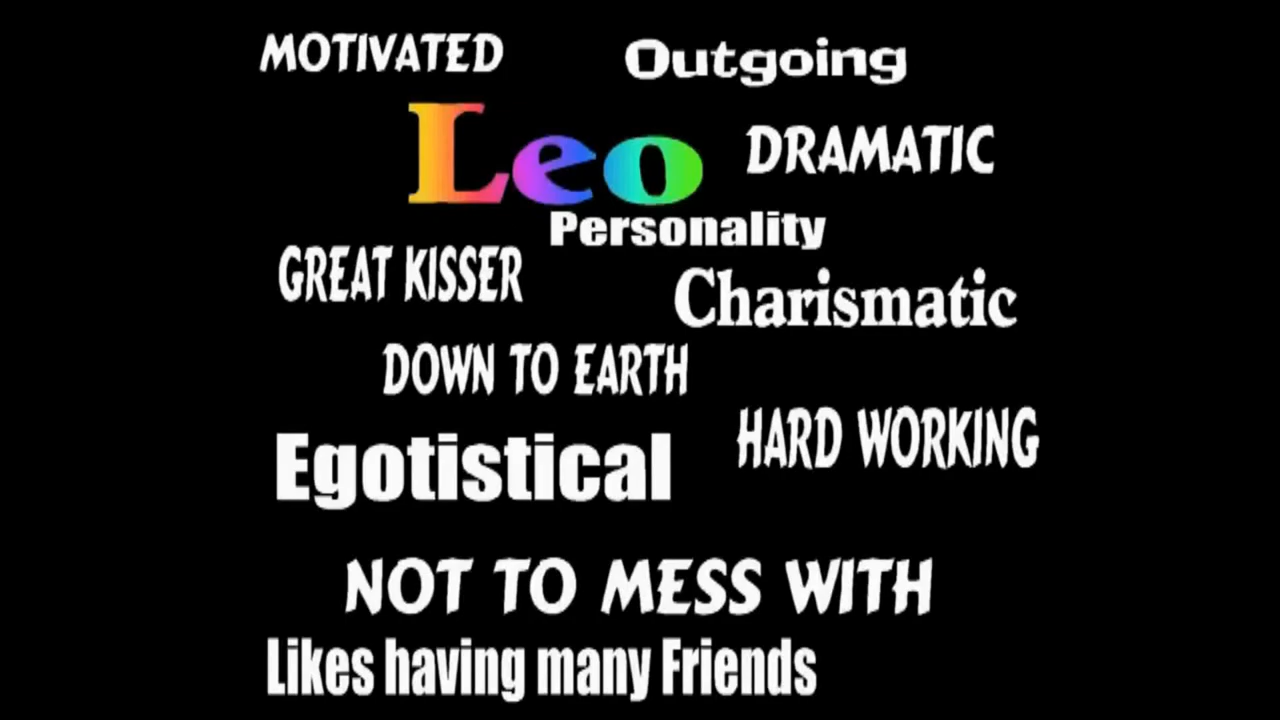 MOTIVATED
Outgoing
Leo
DRAMATIC
Personality
GREAT KISSER
Charismatic
DOWN TO EARTH
HARD WORKING
Egotistical
NOT TO MESS WITH
Likes having many Friends